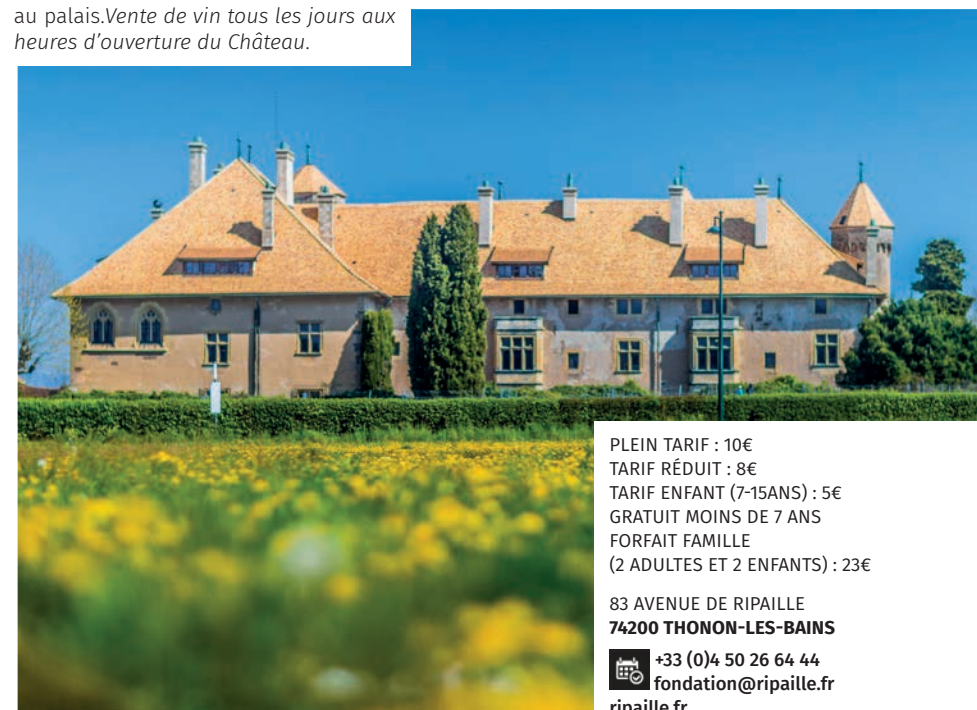 au palais.Vente de vin tous les jours aux
heures d’ouverture du Château.
PLEIN TARIF : 10€
TARIF RÉDUIT : 8€
TARIF ENFANT (7-15ANS) : 5€
GRATUIT MOINS DE 7 ANS
FORFAIT FAMILLE
(2 ADULTES ET 2 ENFANTS) : 23€
83 AVENUE DE RIPAILLE
74200 THONON-LES-BAINS
+33 (0)4 50 26 64 44
fondation@ripaille.fr
ripaille.fr